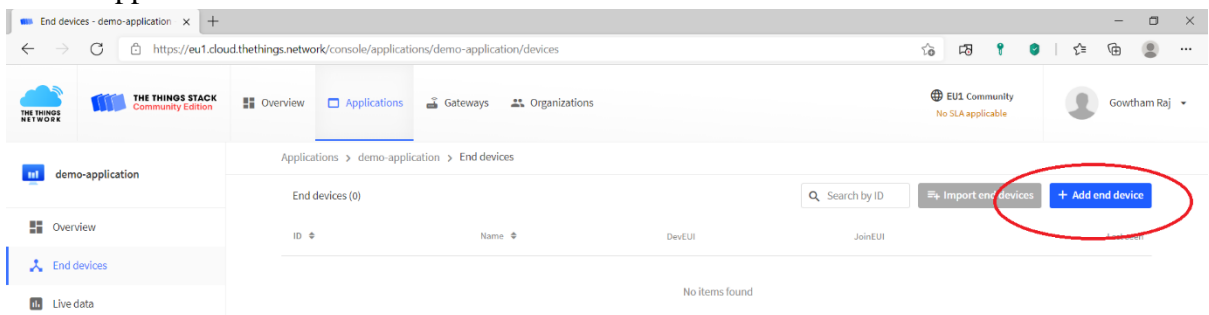 End devices - demo-application
https://eu1.cloud.thethings.network/console/applications/demo-application/devices
THE THINGS NETWORK
THE THINGS STACK
Community Edition
Overview Applications Gateways Organizations
EU1 Community
No SLA applicable
Gowtham Raj
demo-application
Applications > demo-application > End devices
End devices (0)
Search by ID
Import end devices
+ Add end device
Overview
ID Name DevEUI JoinEUI
End devices
No items found
Live data